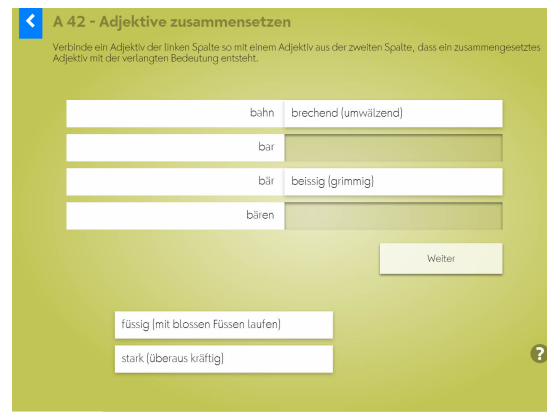 A 42 - Adjektive zusammensetzen
Verbinde ein Adjektiv der linken Spalte so mit einem Adjektiv aus der zweiten Spalte, dass ein zusammengesetztes
Adjektiv mit der verlangten Bedeutung entsteht.
bahn brechend (umwälzend)
bar
bär beissig (grimmig)
bären
Weiter
füssig (mit blossen Füssen laufen)
stark (überaus kräftig)
?